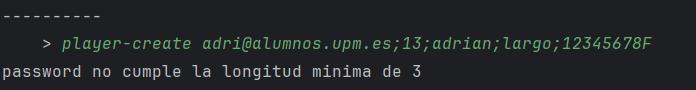 ----------
> player-create adri@alumnos.upm.es;13;adrian;largo;12345678F
password no cumple la longitud minima de 3